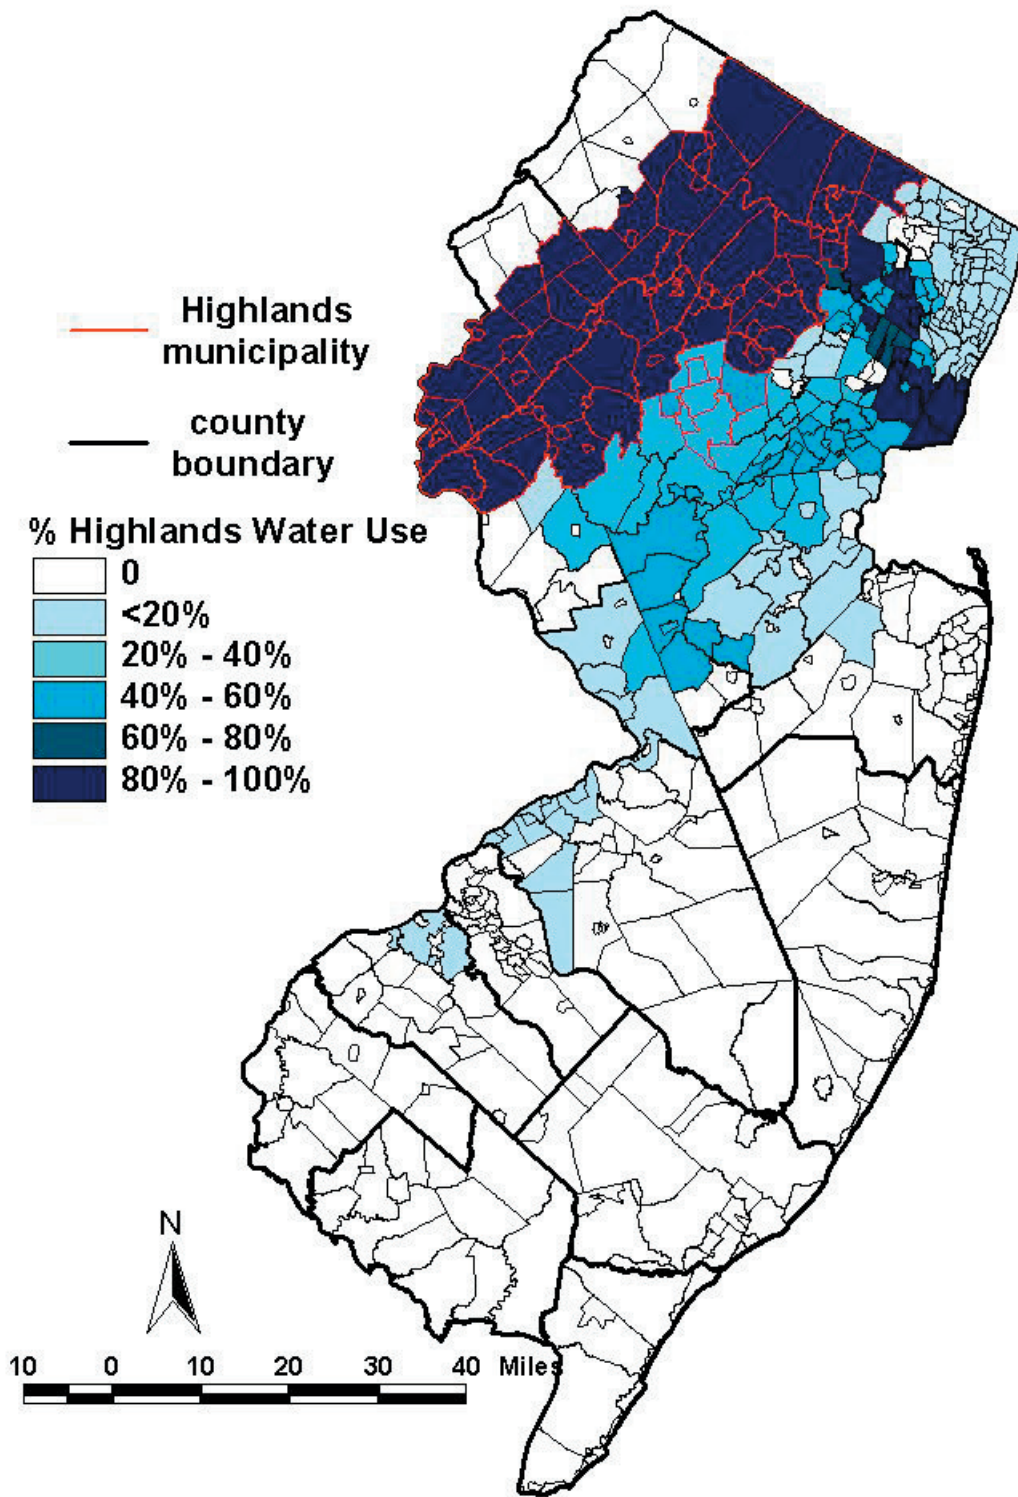 Highlands
municipality
county
boundary
% Highlands Water Use
0
<20%
20% - 40%
40% - 60%
60% - 80%
80% - 100%
N
10 0 10 20 30 40 Miles